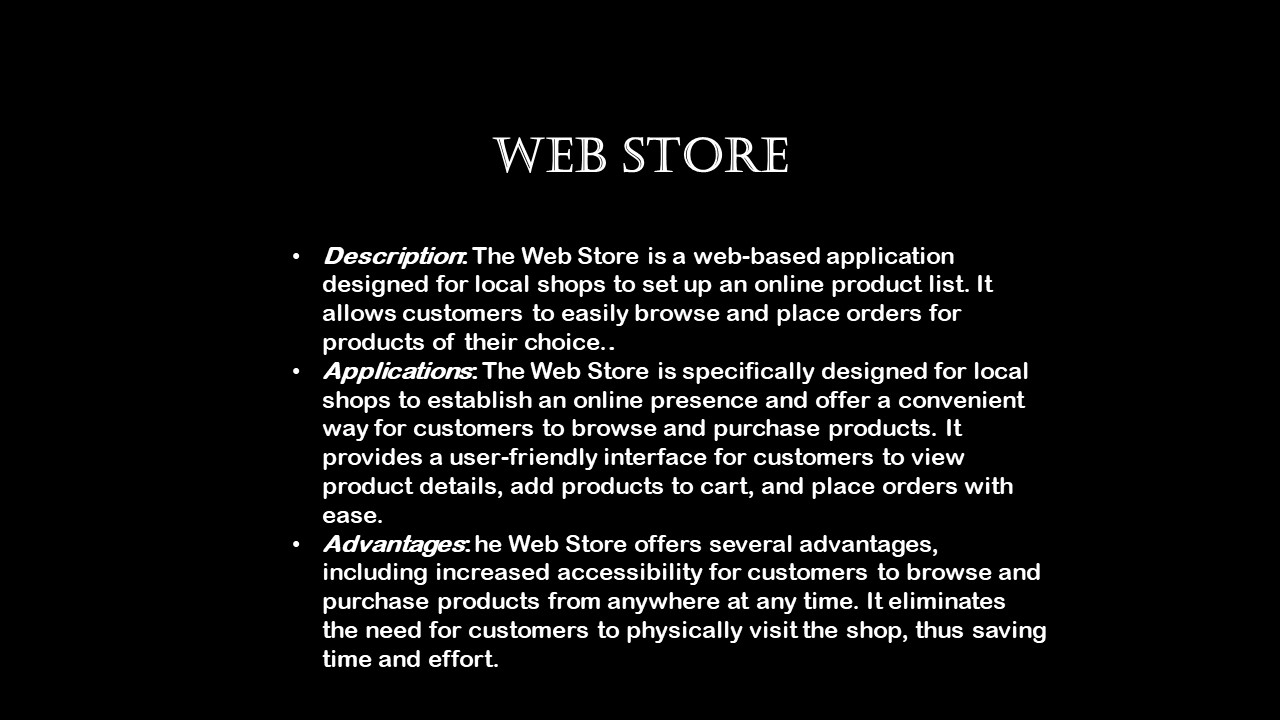 WEB STORE
• Description: The Web Store is a web-based application
designed for local shops to set up an online product list. It
allows customers to easily browse and place orders for
products of their choice. .
• Applications: The Web Store is specifically designed for local
shops to establish an online presence and offer a convenient
way for customers to browse and purchase products. It
provides a user-friendly interface for customers to view
product details, add products to cart, and place orders with
ease.
• Advantages: he Web Store offers several advantages,
including increased accessibility for customers to browse and
purchase products from anywhere at any time. It eliminates
the need for customers to physically visit the shop, thus saving
time and effort.